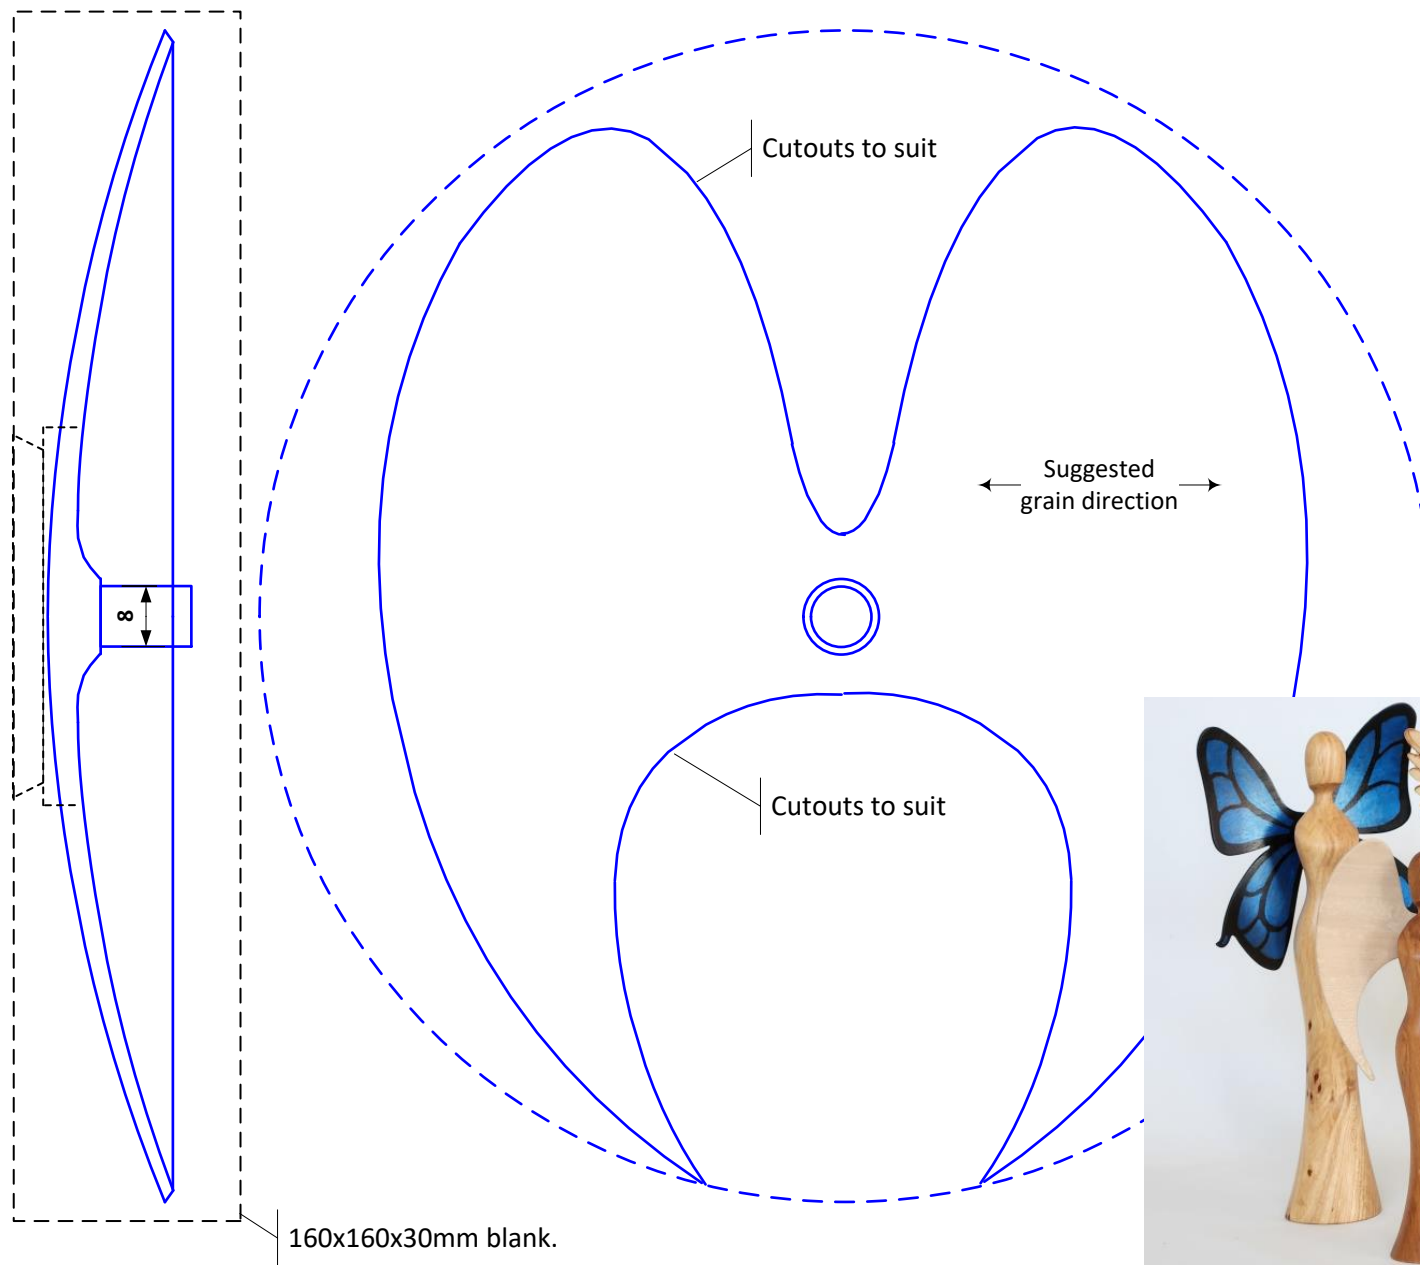 Cutouts to suit
Suggested
grain direction
8
Cutouts to suit
160x160x30mm blank.